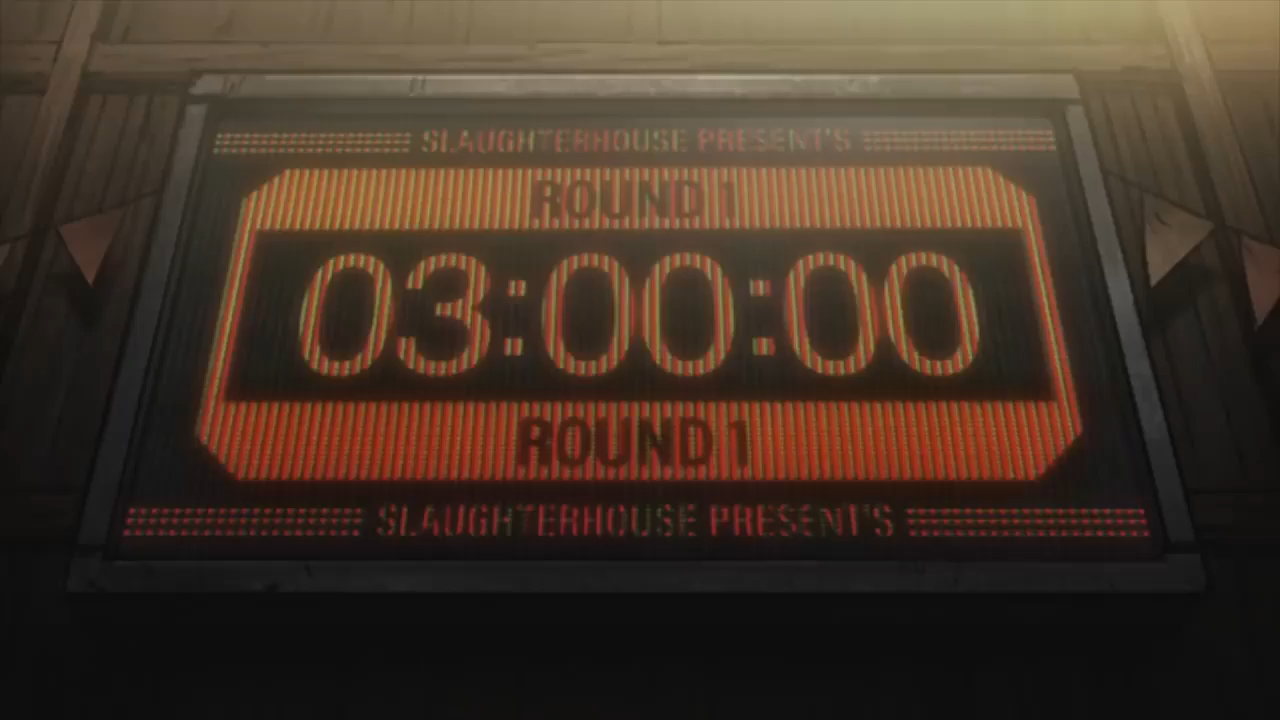 SLAUGHTERHOUSE PRESENT'S
ROUND 1
03:00:00
ROUND 1
SLAUGHTERHOUSE PRESENT'S